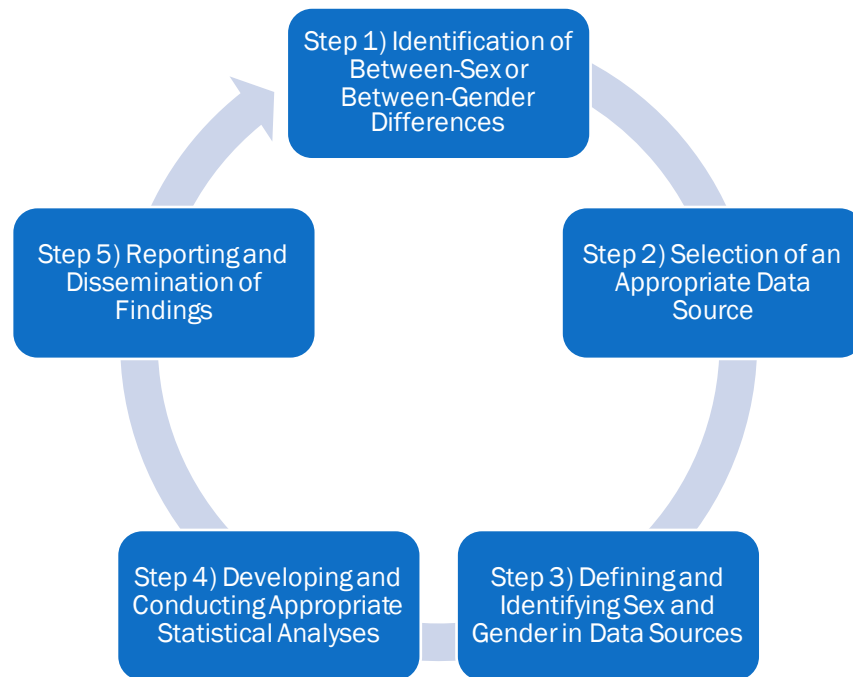 Step 1) Identification of
Between-Sex or
Between-Gender
Differences
Step 2) Selection of an
Appropriate Data
Source
Step 3) Defining and
Identifying Sex and
Gender in Data Sources
Step 4) Developing and
Conducting Appropriate
Statistical Analyses
Step 5) Reporting and
Dissemination of
Findings